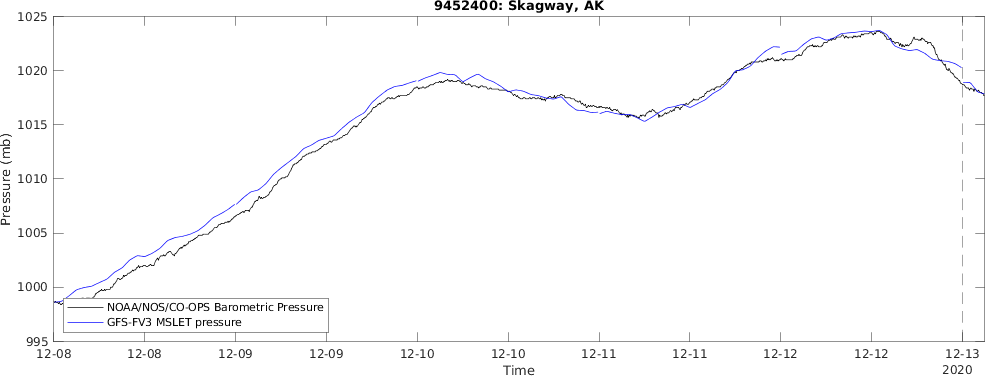 9452400: Skagway, AK
1025
1020
1015
1010
1005
1000
995
Pressure (mb)
NOAA/NOS/CO-OPS Barometric Pressure
GFS-FV3 MSLET pressure
12-08 12-08 12-09 12-09 12-10 12-10 12-11 12-11 12-12 12-12 12-13
Time 2020